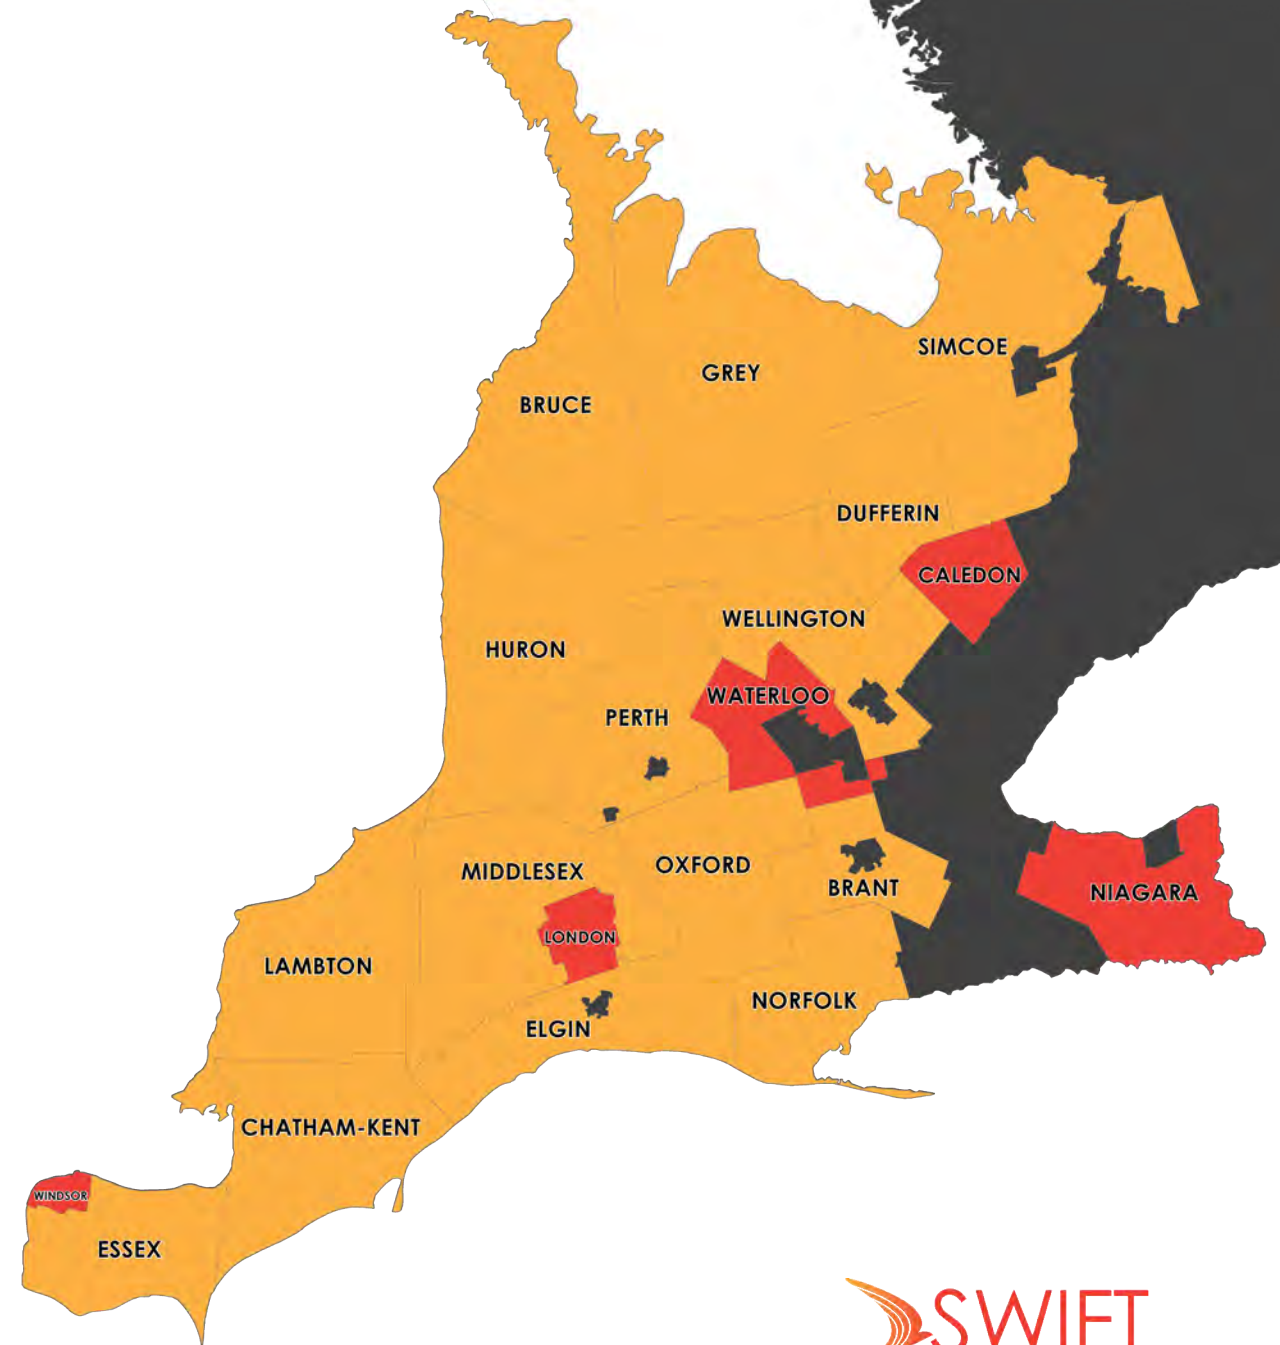 SIMCOE
GREY
BRUCE
DUFFERIN
CALEDON
WELLINGTON
HURON
WATERLOO
PERTH
OXFORD
MIDDLESEX
BRANT
NIAGARA
LONDON
LAMBTON
NORFOLK
ELGIN
CHATHAM-KENT
WINDSOR
ESSEX
SWIFT